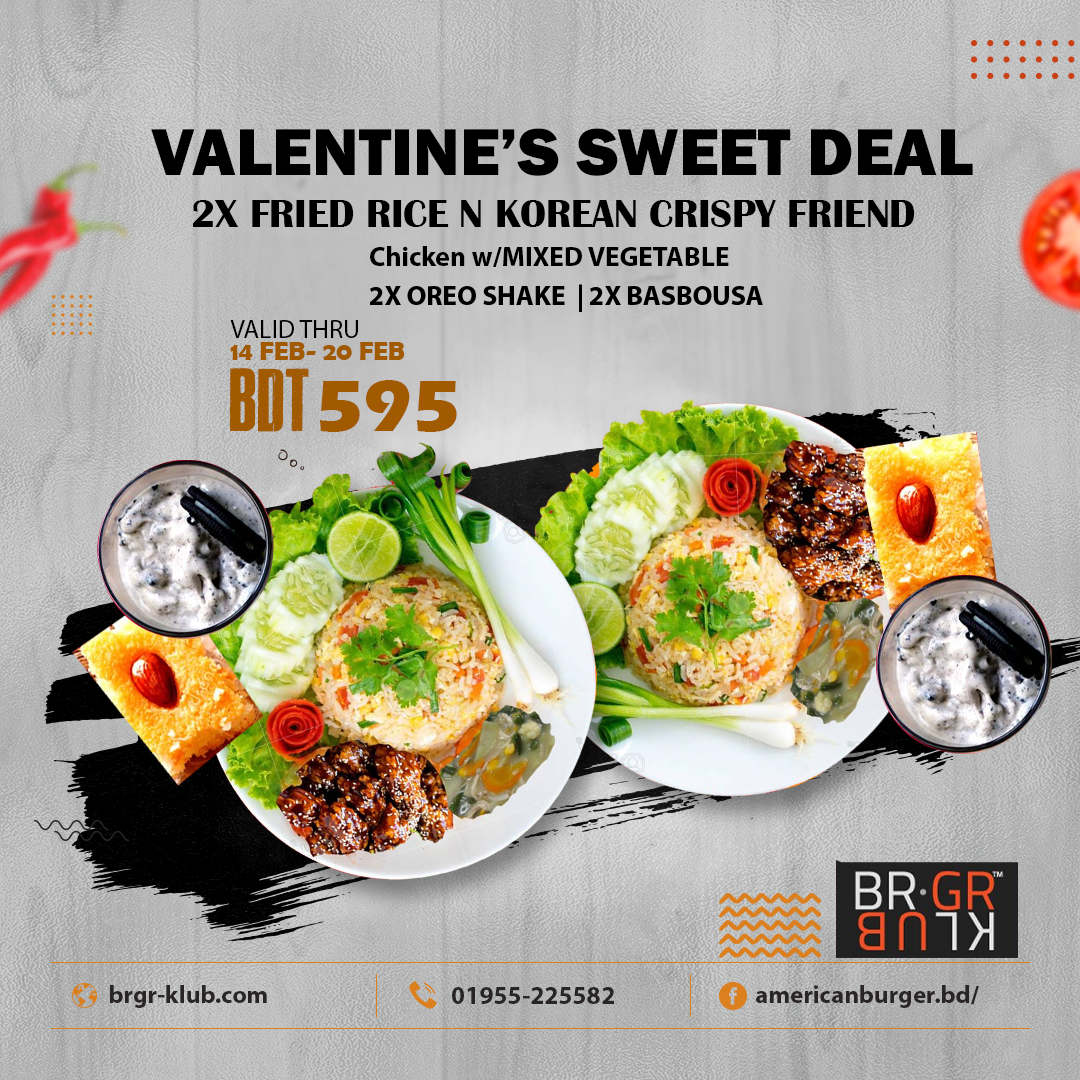 VALENTINE'S SWEET DEAL
2X FRIED RICE N KOREAN CRISPY FRIEND
Chicken w/MIXED VEGETABLE
2X OREO SHAKE | 2X BASBOUSA
VALID THRU
14 FEB- 20 FEB
BDT 595
BR·GR™
KLUB
brgr-klub.com
01955-225582
americanburger.bd/